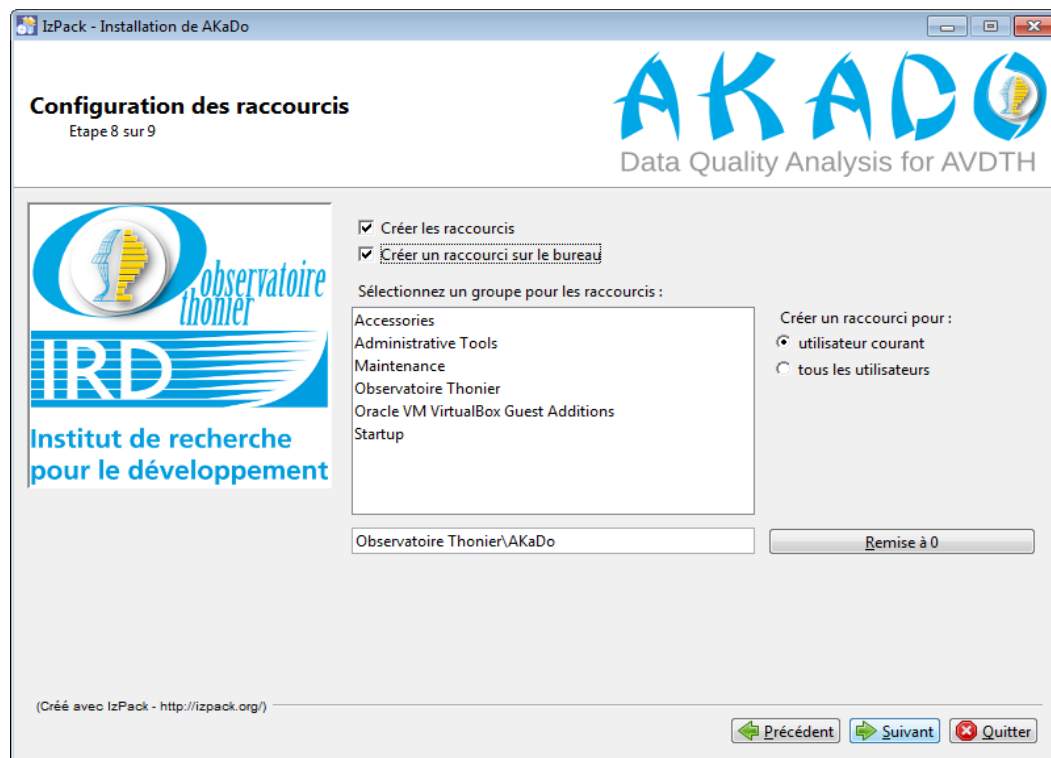 IzPack - Installation de AKaDo
Configuration des raccourcis
Etape 8 sur 9
AKADO
Data Quality Analysis for AVDTH
Observatoire
thonier
IRD
Institut de recherche
pour le développement
Créer les raccourcis
Créer un raccourci sur le bureau
Sélectionnez un groupe pour les raccourcis :
Accessories
Administrative Tools
Maintenance
Observatoire Thonier
Oracle VM VirtualBox Guest Additions
Startup
Créer un raccourci pour :
utilisateur courant
tous les utilisateurs
Observatoire Thonier\AKaDo
Remise à 0
(Créé avec IzPack - http://izpack.org/)
Précédent
Suivant
Quitter